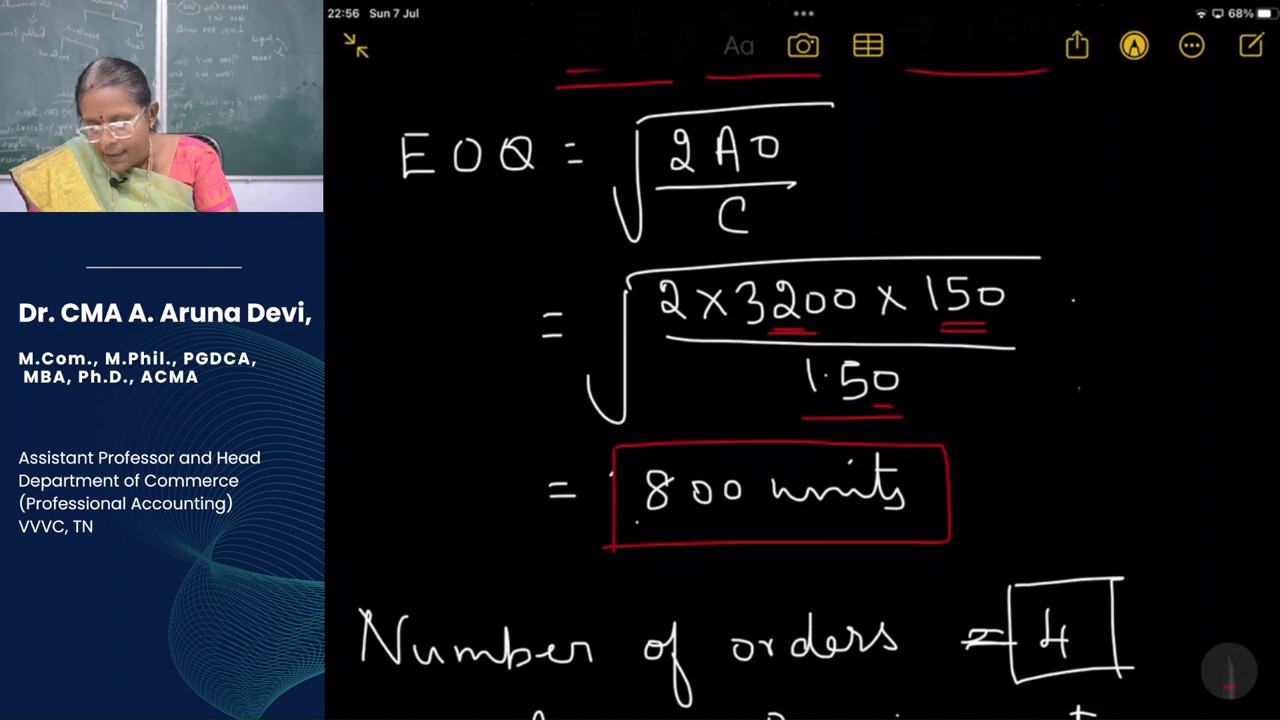 22:56 Sun 7 Jul
68%
Aa
EOQ = √ 2AO
C
= √ 2 × 3200 × 150
1.50
= 800 units
Number of orders = 4
Dr. CMA A. Aruna Devi,
M.Com., M.Phil., PGDCA,
MBA, Ph.D., ACMA
Assistant Professor and Head
Department of Commerce
(Professional Accounting)
VVVC, TN